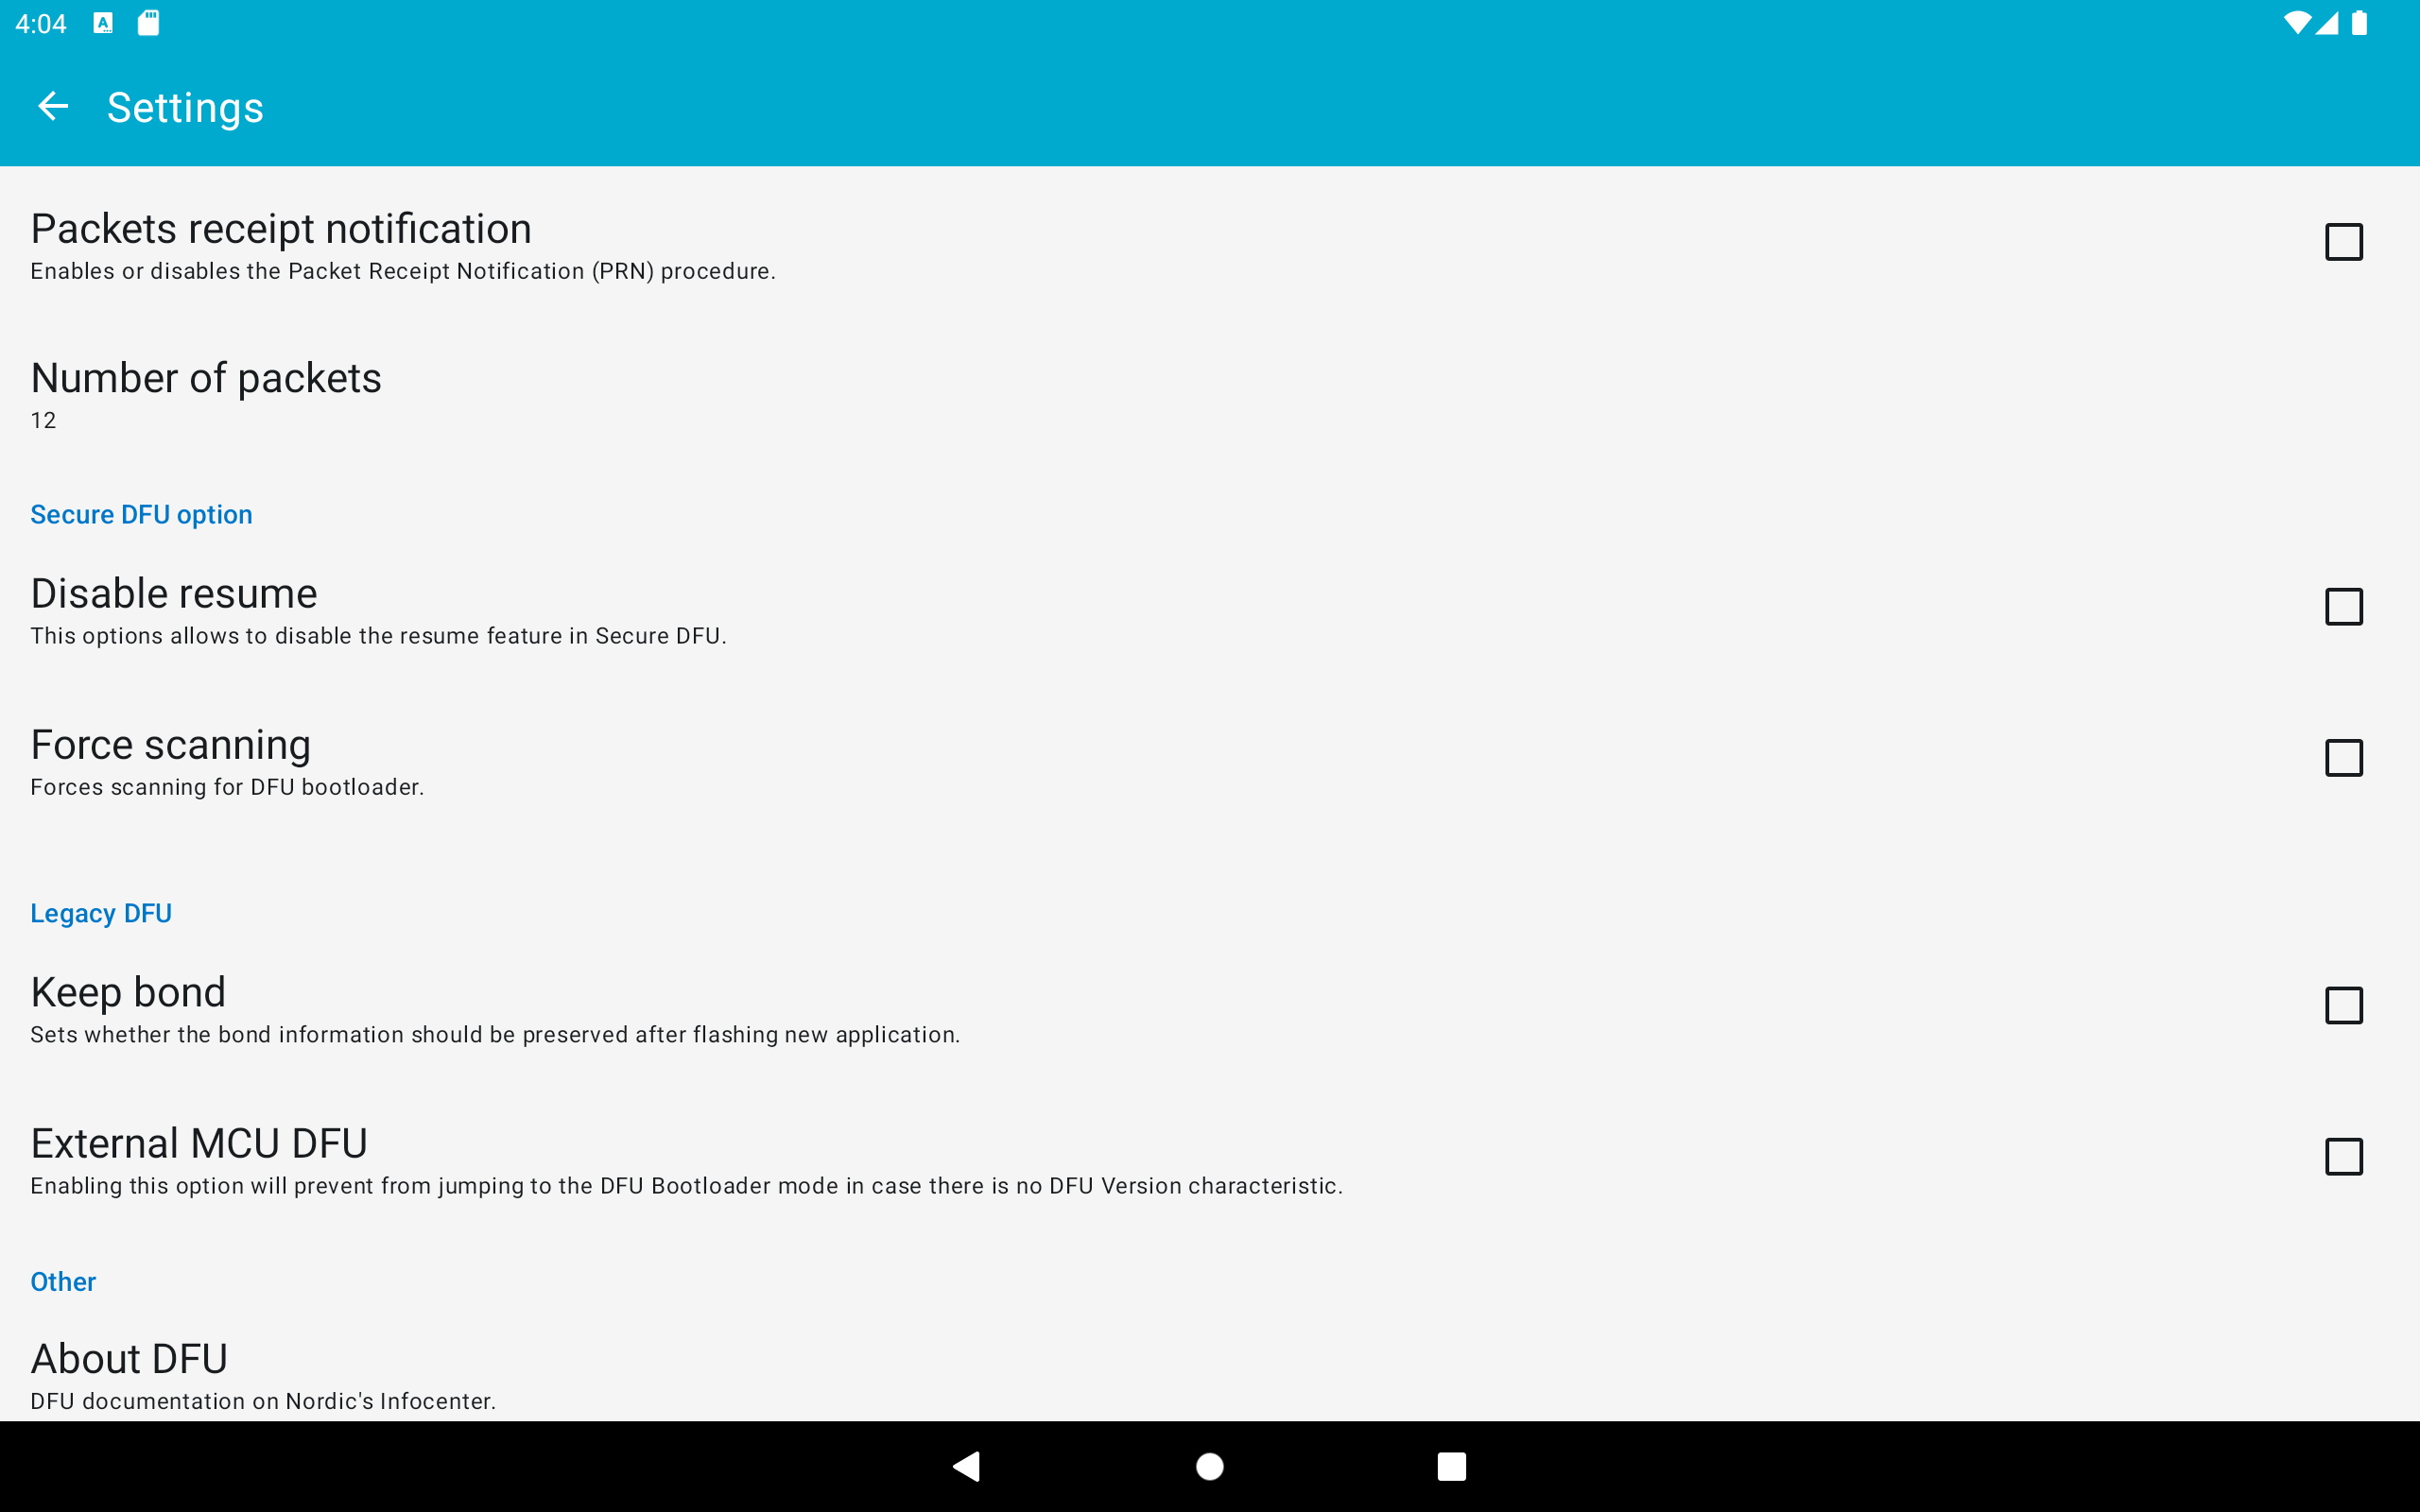 4:04
Settings
Packets receipt notification
Enables or disables the Packet Receipt Notification (PRN) procedure.
Number of packets
12
Secure DFU option
Disable resume
This options allows to disable the resume feature in Secure DFU.
Force scanning
Forces scanning for DFU bootloader.
Legacy DFU
Keep bond
Sets whether the bond information should be preserved after flashing new application.
External MCU DFU
Enabling this option will prevent from jumping to the DFU Bootloader mode in case there is no DFU Version characteristic.
Other
About DFU
DFU documentation on Nordic's Infocenter.